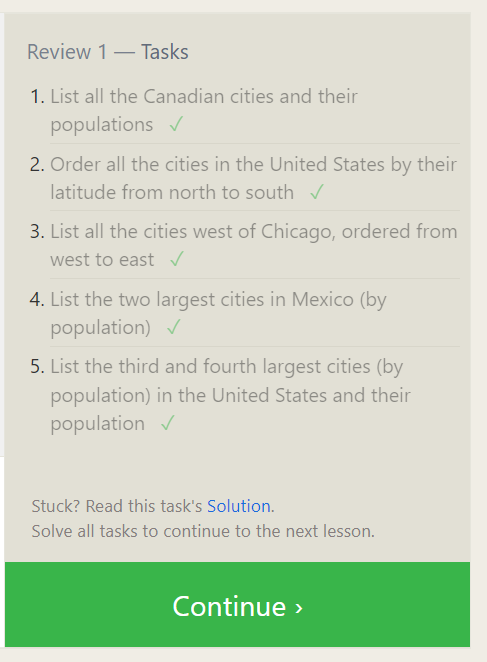 Review 1 — Tasks
1. List all the Canadian cities and their
populations ✓
2. Order all the cities in the United States by their
latitude from north to south ✓
3. List all the cities west of Chicago, ordered from
west to east ✓
4. List the two largest cities in Mexico (by
population) ✓
5. List the third and fourth largest cities (by
population) in the United States and their
population ✓
Stuck? Read this task's Solution.
Solve all tasks to continue to the next lesson.
Continue ›